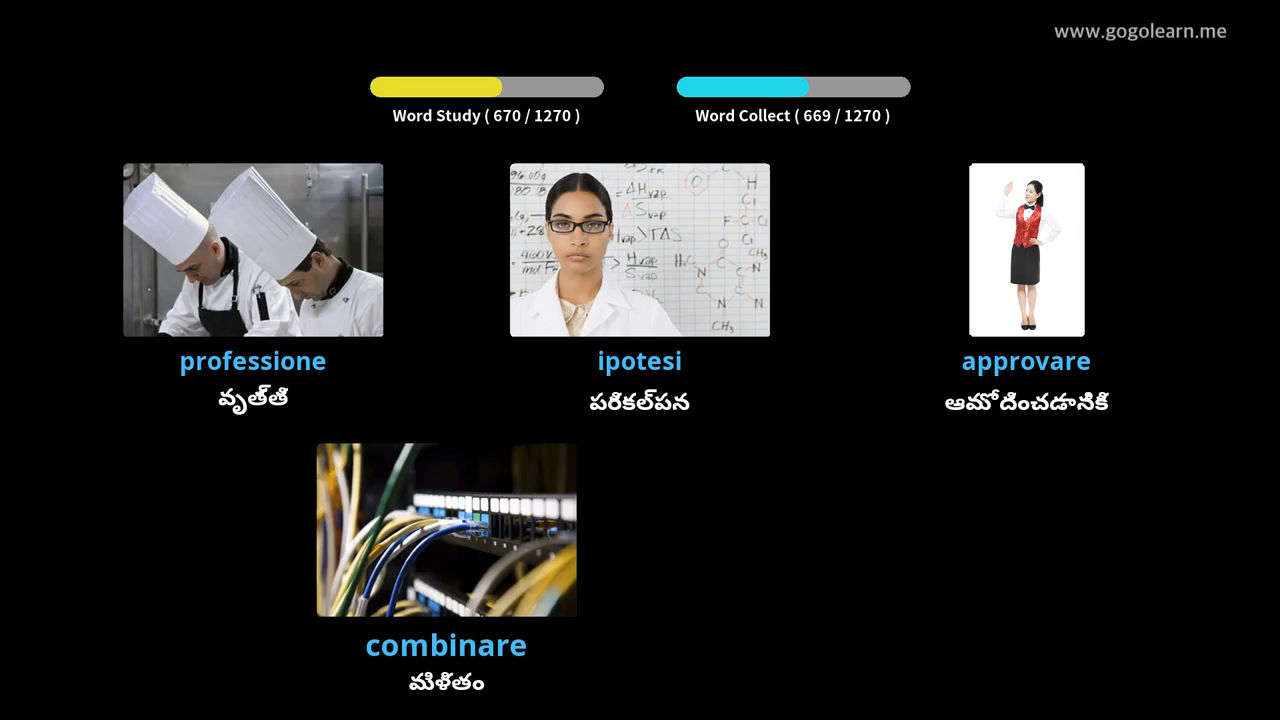 www.gogolearn.me
Word Study ( 670 / 1270 )
Word Collect ( 669 / 1270 )
professione
ipotesi
approvare
వృత్తి
పరికల్పన
ఆమోదించడానికి
combinare
మిళితం